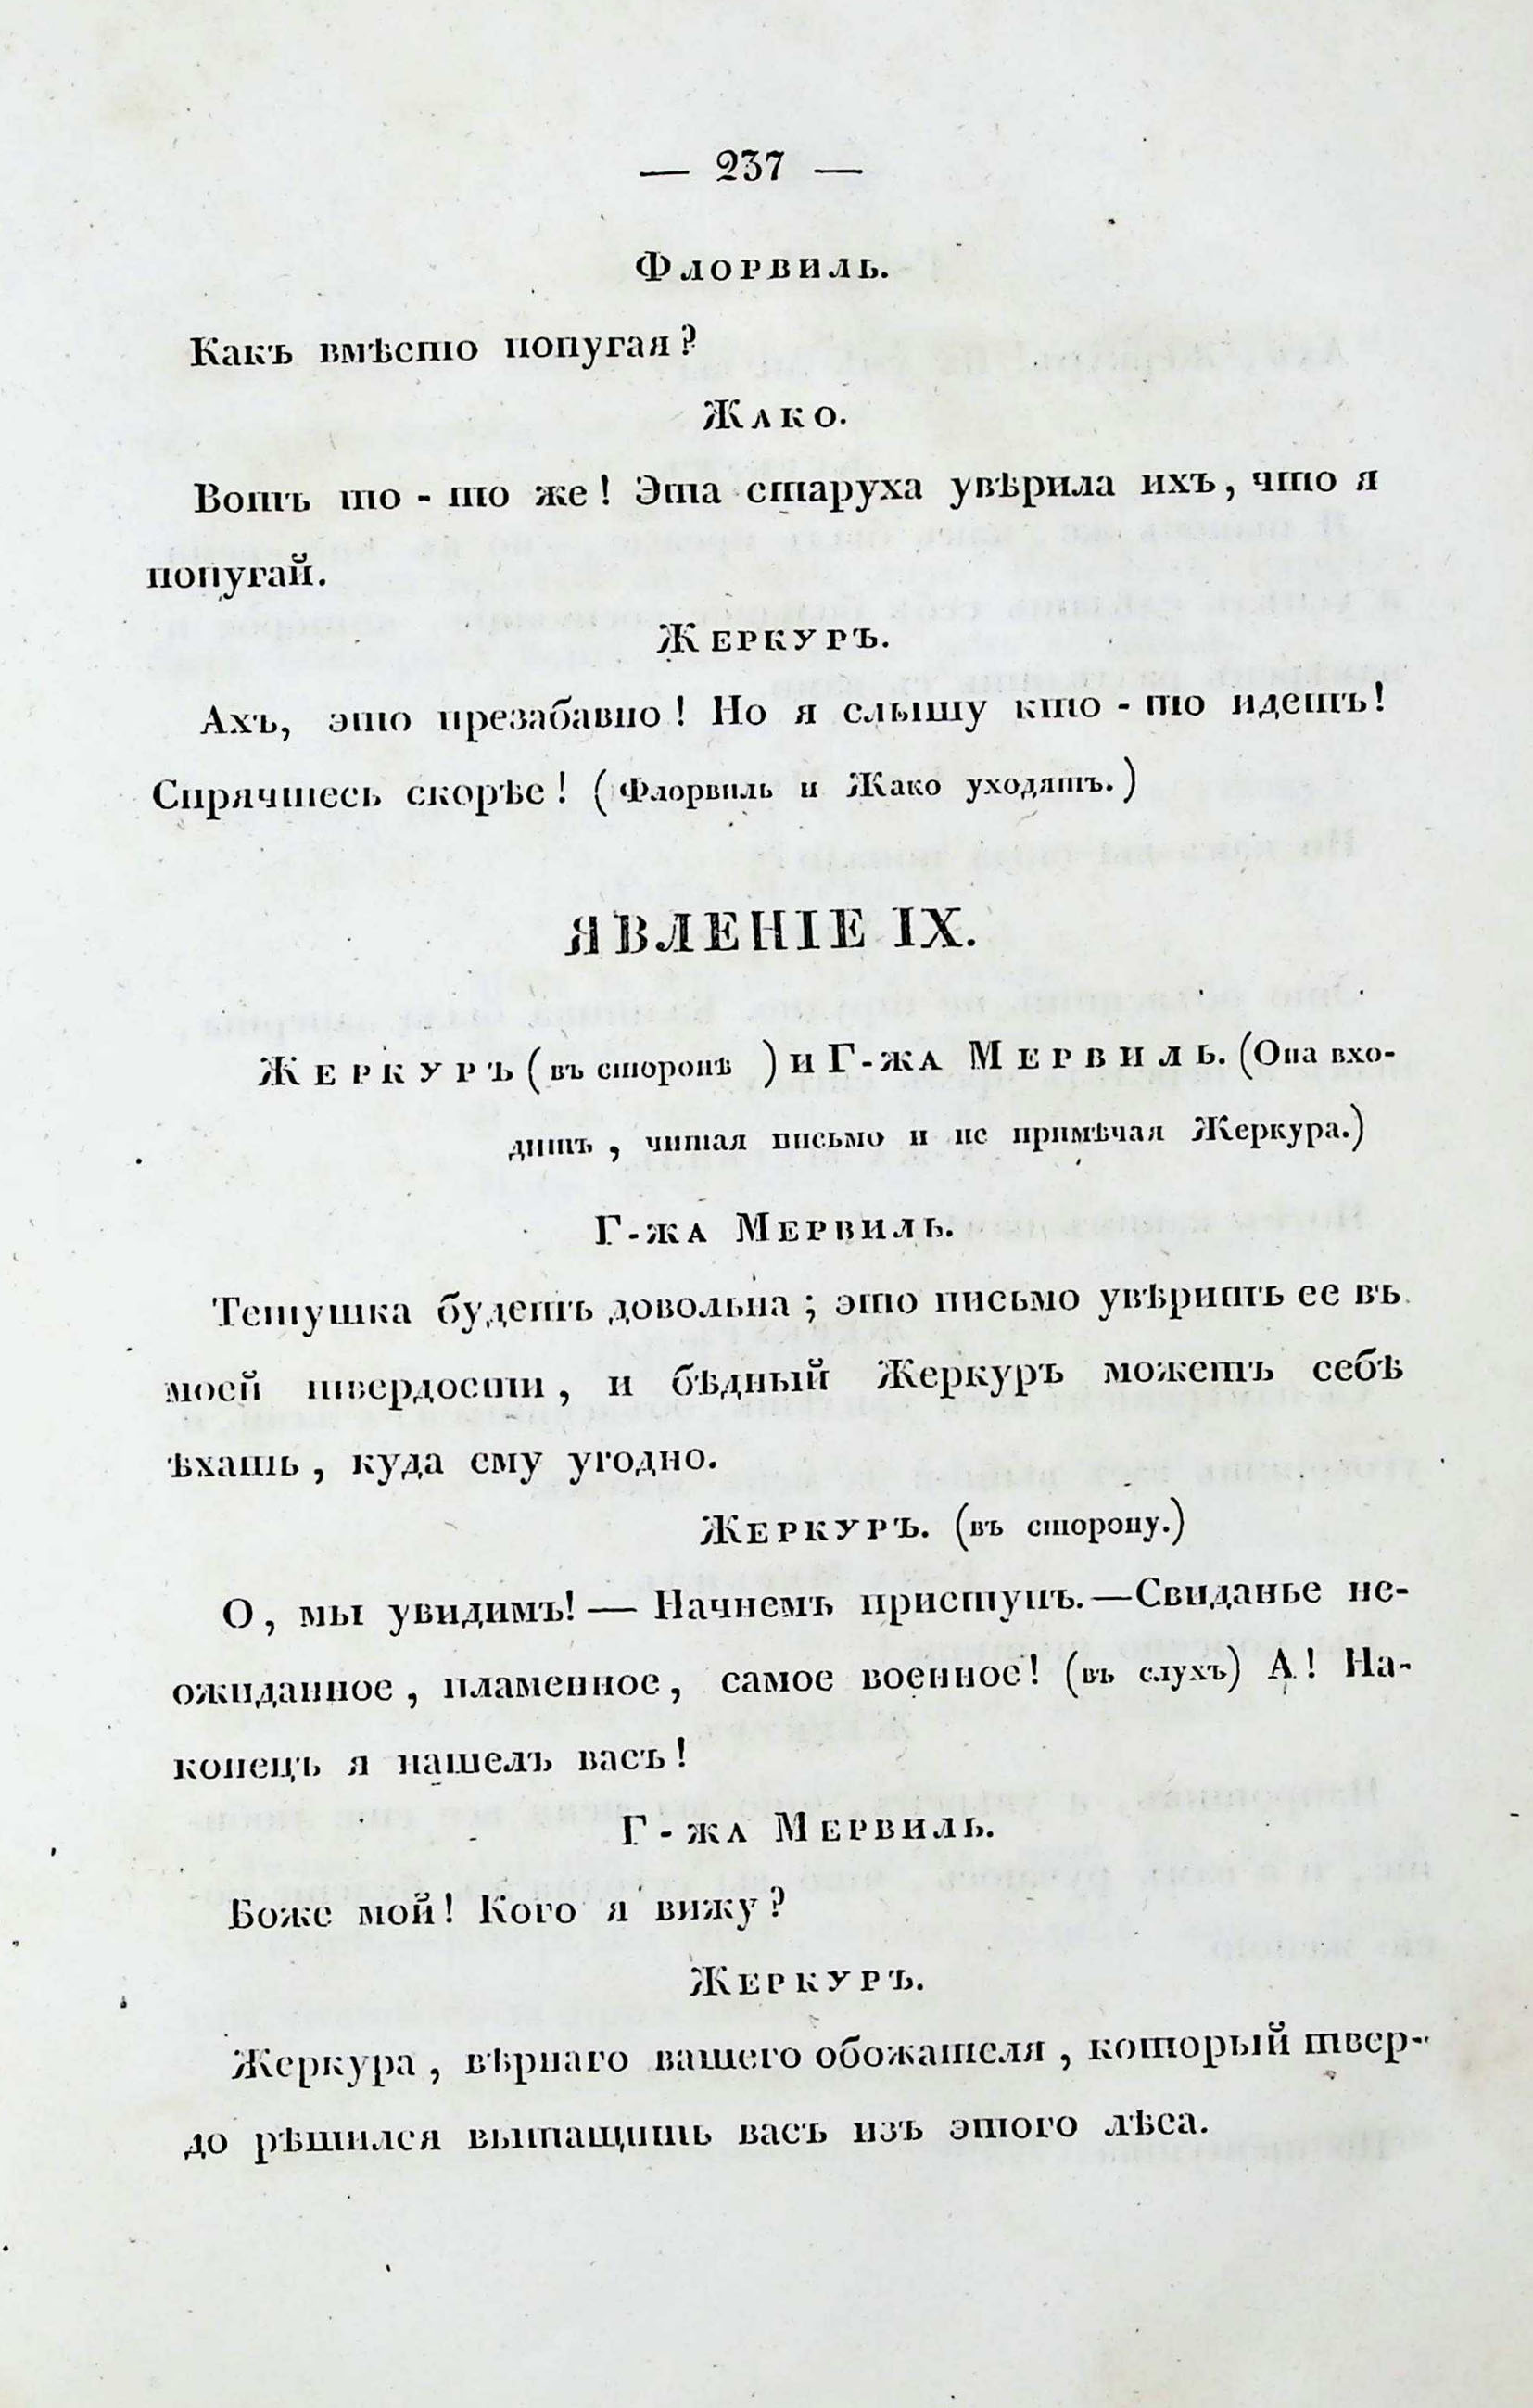 — 237 —
Флорвиль.
Какъ вмѣсто попугая?
Жако.
Вотъ то - то же! Эта старуха увѣрила ихъ, что я
попугай.
Жеркуръ.
Ахъ, это презабавно! Но я слышу кто - то идетъ!
Спрячтесь скорѣе! (Флорвиль и Жако уходятъ.)
ЯВЛЕНІЕ IX.
Жеркуръ (въ сторонѣ) и Г-жа Мервиль. (Она вхо-
дитъ, читая письмо и не примѣчая Жеркура.)
Г-жа Мервиль.
Тетушка будетъ довольна; это письмо увѣритъ ее въ
моей твердости, и бѣдный Жеркуръ можетъ себѣ
ѣхать, куда ему угодно.
Жеркуръ. (въ сторону.)
О, мы увидимъ! — Начнемъ приступъ. — Свиданье не-
ожиданное, пламенное, самое военное! (въ слухъ) А! На-
конецъ я нашелъ васъ!
Г-жа Мервиль.
Боже мой! Кого я вижу?
Жеркуръ.
Жеркура, вѣрнаго вашего обожателя, который твер-
до рѣшился вытащить васъ изъ этого лѣса.